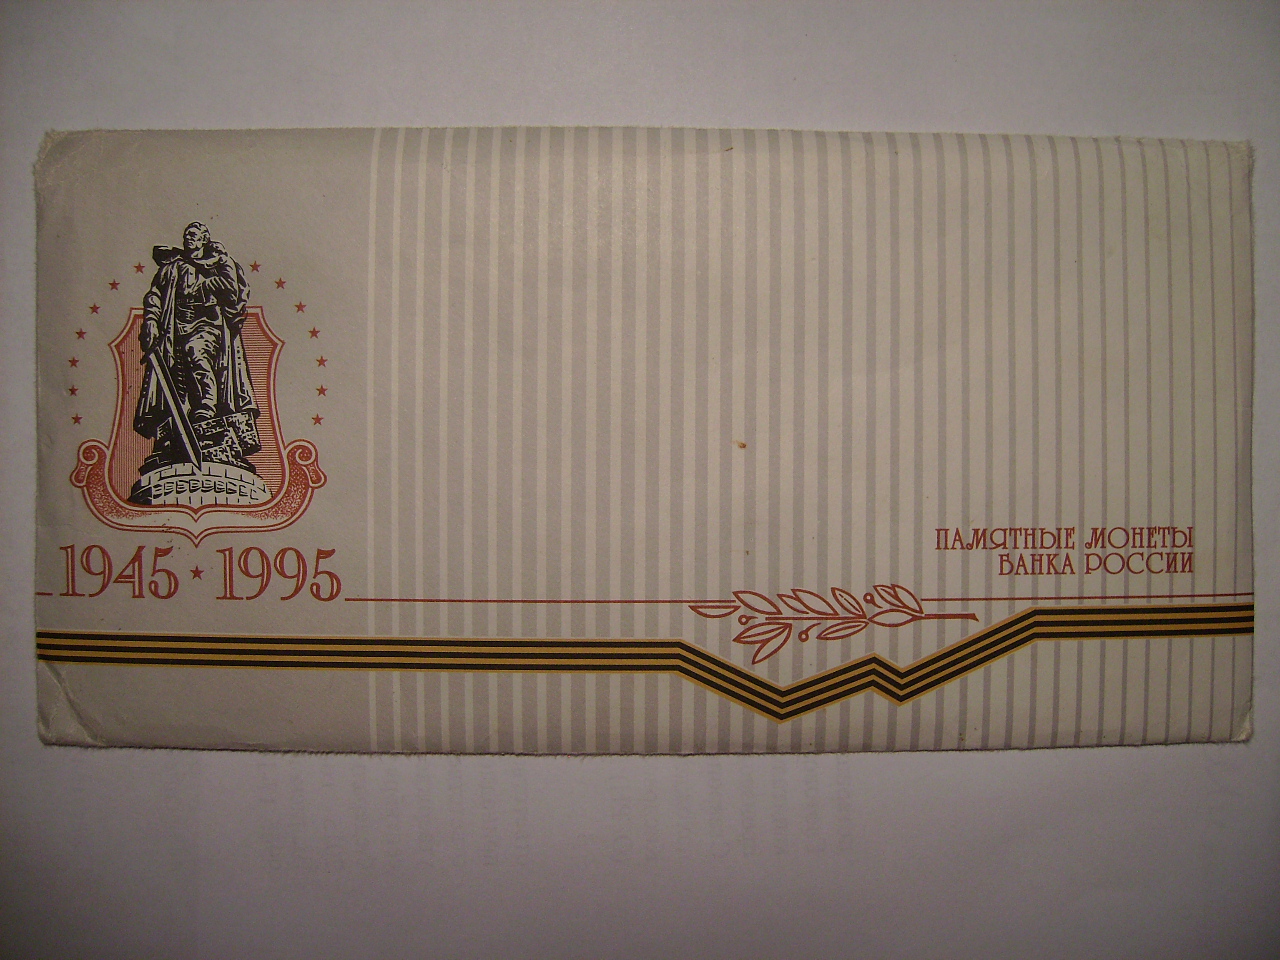 1945 ★ 1995
ПАМЯТНЫЕ МОНЕТЫ
БАНКА РОССИИ